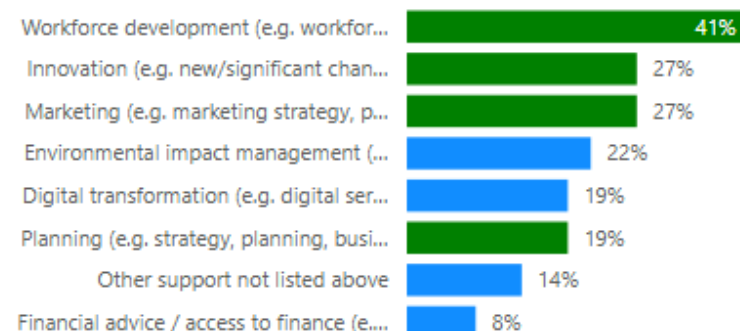 Workforce development (e.g. workfor... 41%
Innovation (e.g. new/significant chan... 27%
Marketing (e.g. marketing strategy, p... 27%
Environmental impact management (... 22%
Digital transformation (e.g. digital ser... 19%
Planning (e.g. strategy, planning, busi... 19%
Other support not listed above 14%
Financial advice / access to finance (e.... 8%